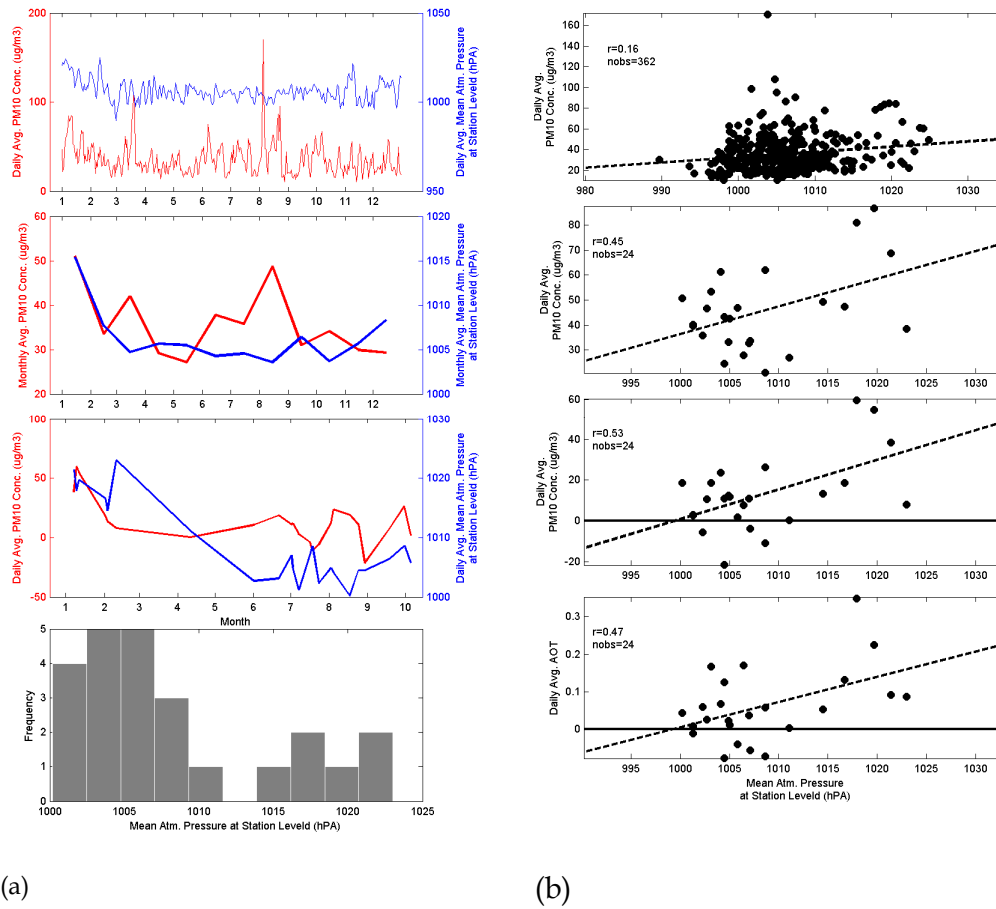 200
100
0
Daily Avg. PM10 Conc. (ug/m3)
1050
1000
950
Daily Avg. Mean Atm. Pressure
at Station Leveld (hPA)
1 2 3 4 5 6 7 8 9 10 11 12
60
50
40
30
20
Monthly Avg. PM10 Conc. (ug/m3)
1020
1015
1010
1005
1000
Monthly Avg. Mean Atm. Pressure
at Station Leveld (hPA)
1 2 3 4 5 6 7 8 9 10 11 12
100
50
0
-50
Daily Avg. PM10 Conc. (ug/m3)
1030
1020
1010
1000
Daily Avg. Mean Atm. Pressure
at Station Leveld (hPA)
1 2 3 4 5 6 7 8 9 10
Month
5
4
3
2
1
0
Frequency
1000 1005 1010 1015 1020 1025
Mean Atm. Pressure at Station Leveld (hPA)
(a)
160
140
120
100
80
60
40
20
Daily Avg.
PM10 Conc. (ug/m3)
r=0.16
nobs=362
980 990 1000 1010 1020 1030
80
70
60
50
40
30
Daily Avg.
PM10 Conc. (ug/m3)
r=0.45
nobs=24
995 1000 1005 1010 1015 1020 1025 1030
60
40
20
0
-20
Daily Avg.
PM10 Conc. (ug/m3)
r=0.53
nobs=24
995 1000 1005 1010 1015 1020 1025 1030
0.3
0.2
0.1
0
Daily Avg. AOT
r=0.47
nobs=24
995 1000 1005 1010 1015 1020 1025 1030
Mean Atm. Pressure
at Station Leveld (hPA)
(b)